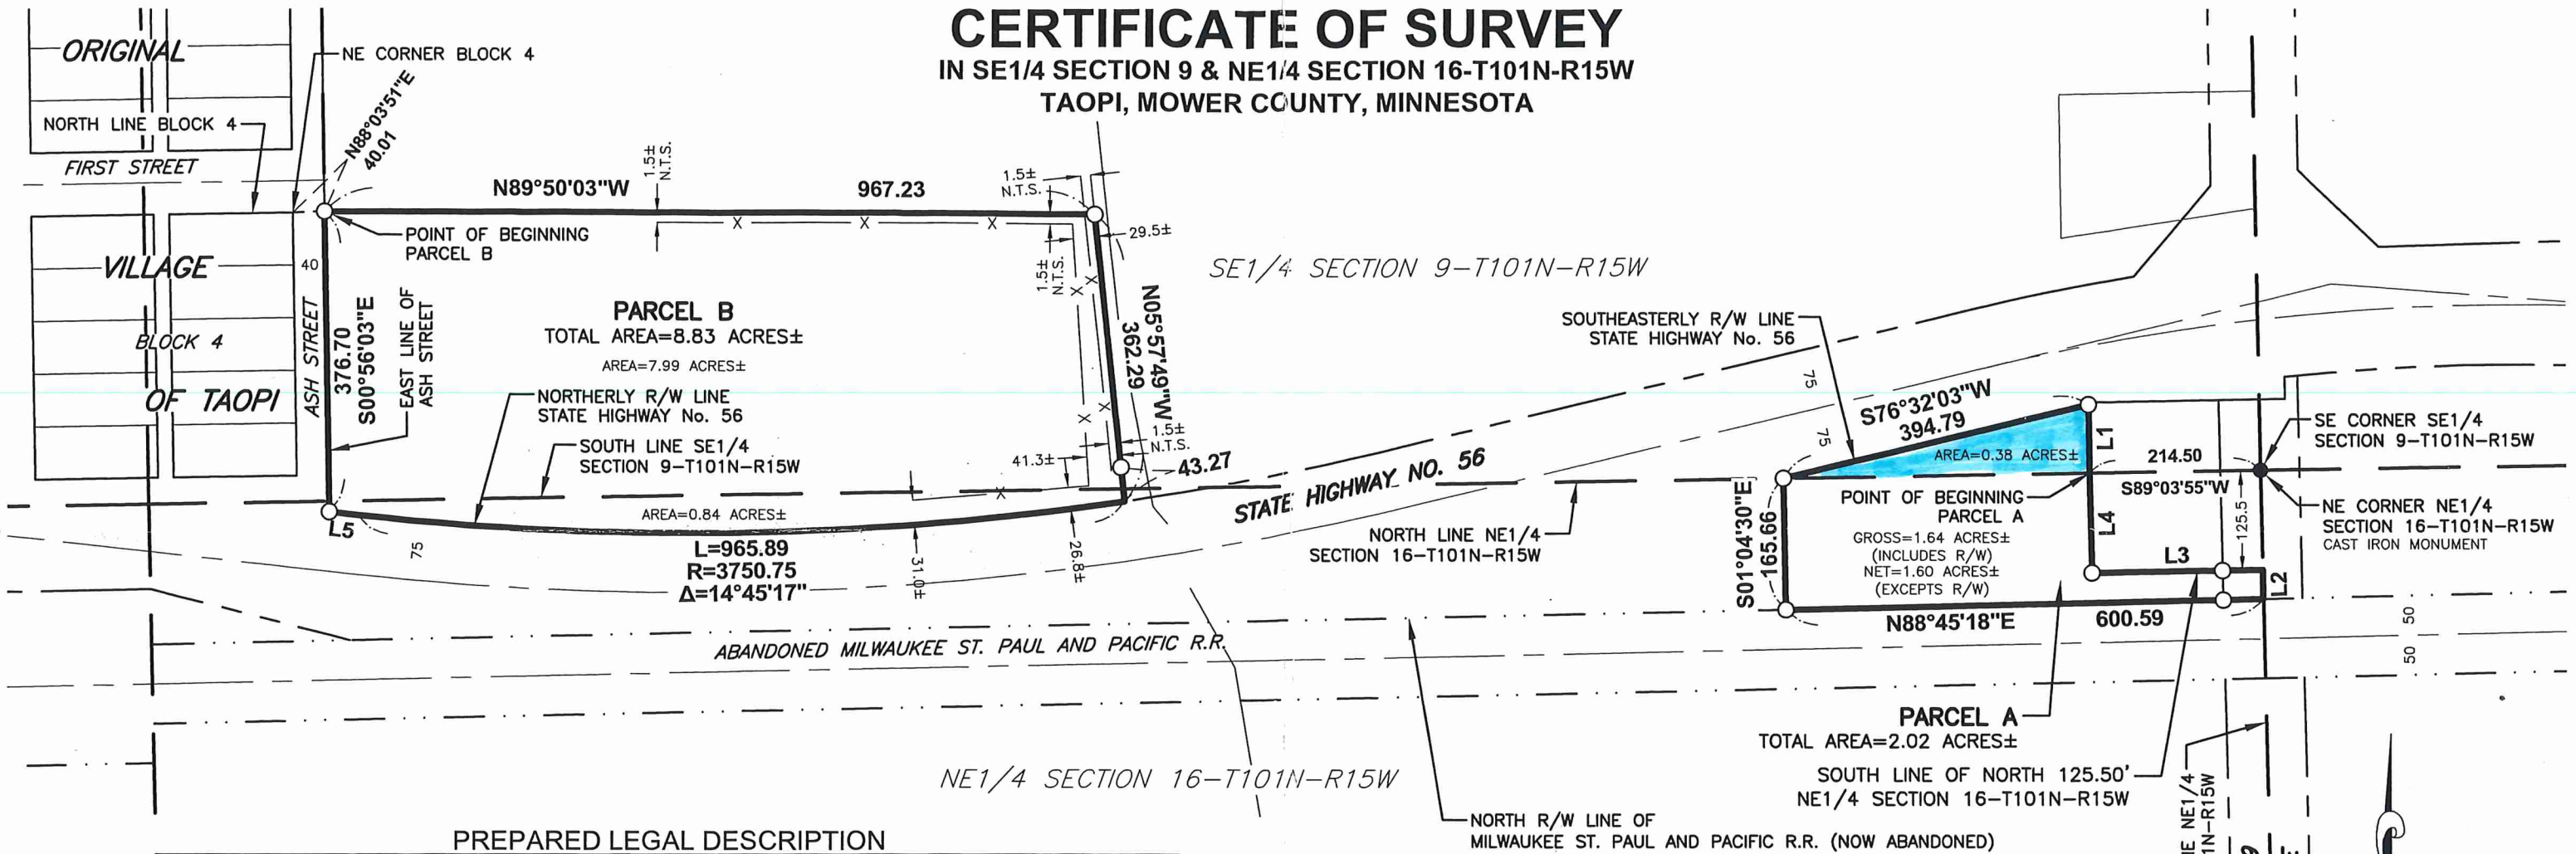 CERTIFICATE OF SURVEY
IN SE1/4 SECTION 9 & NE1/4 SECTION 16-T101N-R15W
TAOPI, MOWER COUNTY, MINNESOTA
ORIGINAL
NE CORNER BLOCK 4
NORTH LINE BLOCK 4
FIRST STREET
N88°03'51"E
40.01
N89°50'03"W
967.23
1.5±
N.T.S.
1.5±
N.T.S.
29.5±
POINT OF BEGINNING
PARCEL B
VILLAGE
40
1.5±
N.T.S.
BLOCK 4
OF TAOPI
ASH STREET
376.70
S00°56'03"E
EAST LINE OF
ASH STREET
PARCEL B
TOTAL AREA=8.83 ACRES±
AREA=7.99 ACRES±
NORTHERLY R/W LINE
STATE HIGHWAY No. 56
SOUTH LINE SE1/4
SECTION 9-T101N-R15W
N05°57'49"W
362.29
1.5±
N.T.S.
41.3±
43.27
AREA=0.84 ACRES±
L5
75
L=965.89
R=3750.75
Δ=14°45'17"
31.0±
26.8±
SE1/4 SECTION 9-T101N-R15W
STATE HIGHWAY NO. 56
SOUTHEASTERLY R/W LINE
STATE HIGHWAY No. 56
75
75
S76°32'03"W
394.79
AREA=0.38 ACRES±
L1
214.50
S89°03'55"W
SE CORNER SE1/4
SECTION 9-T101N-R15W
NE CORNER NE1/4
SECTION 16-T101N-R15W
CAST IRON MONUMENT
NORTH LINE NE1/4
SECTION 16-T101N-R15W
S01°04'30"E
165.66
POINT OF BEGINNING
PARCEL A
GROSS=1.64 ACRES±
(INCLUDES R/W)
NET=1.60 ACRES±
(EXCEPTS R/W)
L4
L3
125.5
L2
N88°45'18"E
600.59
50
50
ABANDONED MILWAUKEE ST. PAUL AND PACIFIC R.R.
PARCEL A
TOTAL AREA=2.02 ACRES±
SOUTH LINE OF NORTH 125.50'
NE1/4 SECTION 16-T101N-R15W
NE1/4 SECTION 16-T101N-R15W
NORTH R/W LINE OF
MILWAUKEE ST. PAUL AND PACIFIC R.R. (NOW ABANDONED)
NE1/4
PREPARED LEGAL DESCRIPTION